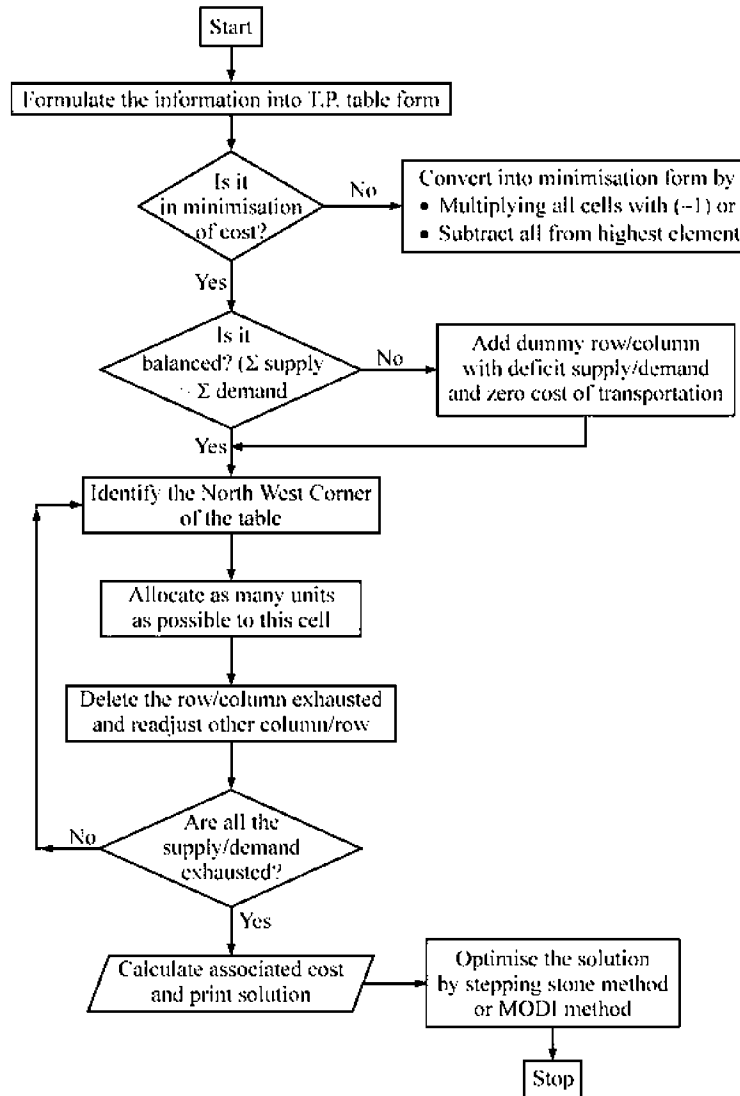 Start
Formulate the information into T.P. table form
Is it
in minimisation
of cost?
No
Convert into minimisation form by
• Multiplying all cells with (−1) or
• Subtract all from highest element
Yes
Is it
balanced? (Σ supply
~ Σ demand
No
Add dummy row/column
with deficit supply/demand
and zero cost of transportation
Yes
Identify the North West Corner
of the table
Allocate as many units
as possible to this cell
Delete the row/column exhausted
and readjust other column/row
Are all the
supply/demand
exhausted?
No
Yes
Calculate associated cost
and print solution
Optimise the solution
by stepping stone method
or MODI method
Stop